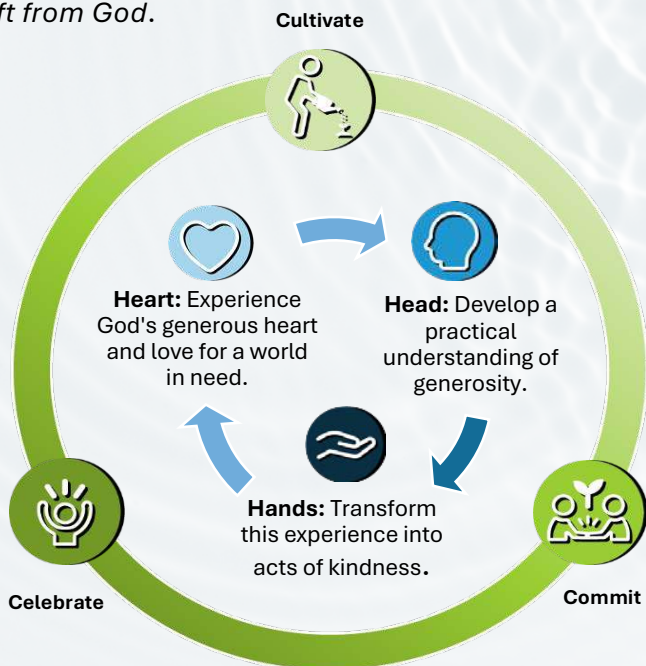 ft from God.
Cultivate
Heart: Experience
God's generous heart
and love for a world
in need.
Head: Develop a
practical
understanding of
generosity.
Hands: Transform
this experience into
acts of kindness.
Celebrate
Commit